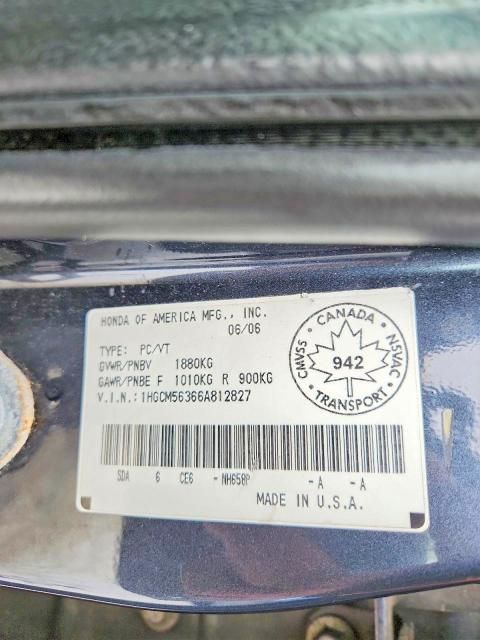 HONDA OF AMERICA MFG., INC.
06/06
TYPE: PC/VT
GVWR/PNBV 1880KG
GAWR/PNBE F 1010KG R 900KG
V.I.N.: 1HGCM56366A812827
CANADA
CMVSS 942 NSVAC
TRANSPORT
SDA 6 CE6 - NH658P - A - A
MADE IN U.S.A.